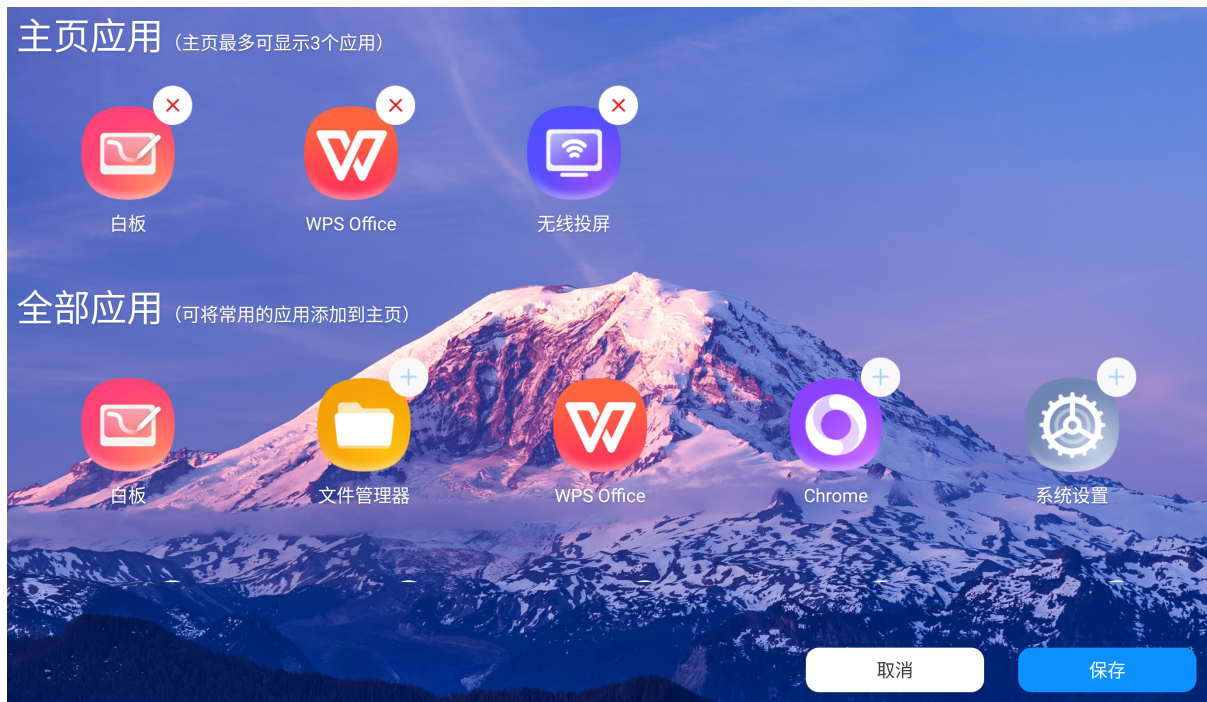 主页应用（主页最多可显示3个应用）
白板 WPS Office 无线投屏
全部应用（可将常用的应用添加到主页）
白板 文件管理器 WPS Office Chrome 系统设置
取消 保存